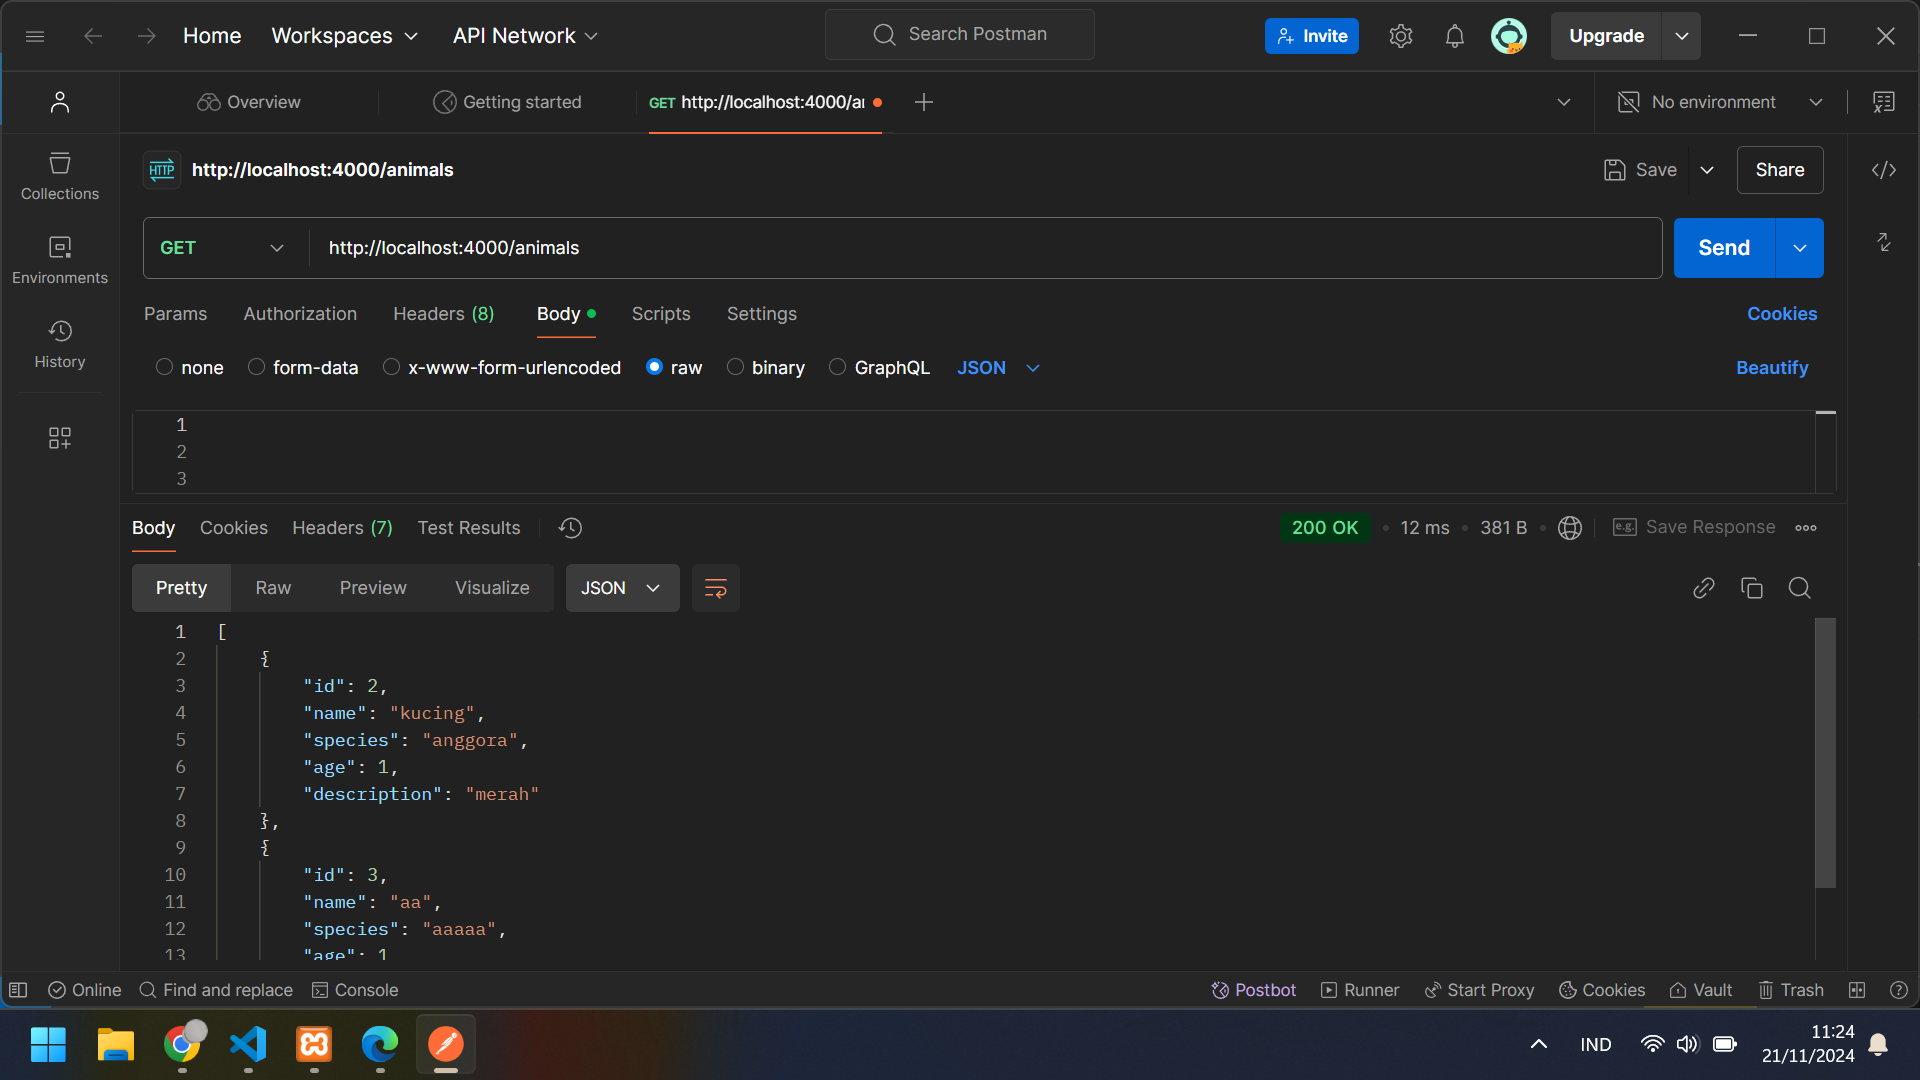 Home Workspaces API Network Search Postman Invite Upgrade
Overview Getting started GET http://localhost:4000/ai No environment
HTTP http://localhost:4000/animals Save Share
Collections
GET http://localhost:4000/animals Send
Environments
Params Authorization Headers (8) Body Scripts Settings Cookies
History
none form-data x-www-form-urlencoded raw binary GraphQL JSON Beautify
1
2
3
Body Cookies Headers (7) Test Results 200 OK 12 ms 381 B e.g. Save Response
Pretty Raw Preview Visualize JSON
1 [
2 {
3 "id": 2,
4 "name": "kucing",
5 "species": "anggora",
6 "age": 1,
7 "description": "merah"
8 },
9 {
10 "id": 3,
11 "name": "aa",
12 "species": "aaaaa",
13 "age": 1
Online Find and replace Console Postbot Runner Start Proxy Cookies Vault Trash
IND 11:24
21/11/2024